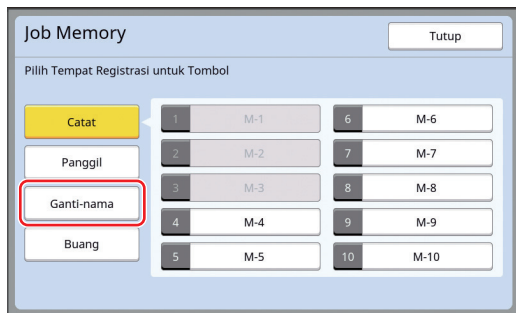 Job Memory
Tutup
Pilih Tempat Registrasi untuk Tombol
Catat
Panggil
Ganti-nama
Buang
1 M-1
2 M-2
3 M-3
4 M-4
5 M-5
6 M-6
7 M-7
8 M-8
9 M-9
10 M-10